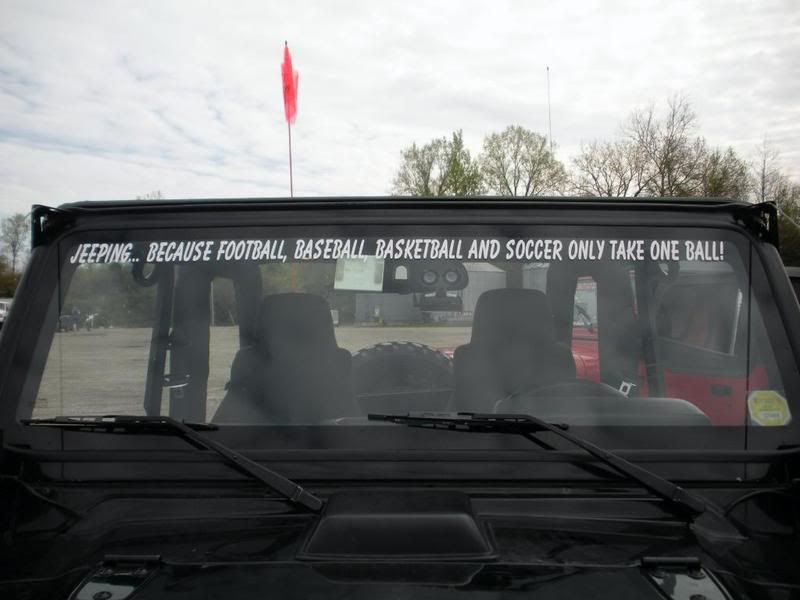 JEEPING... BECAUSE FOOTBALL, BASEBALL, BASKETBALL AND SOCCER ONLY TAKE ONE BALL!